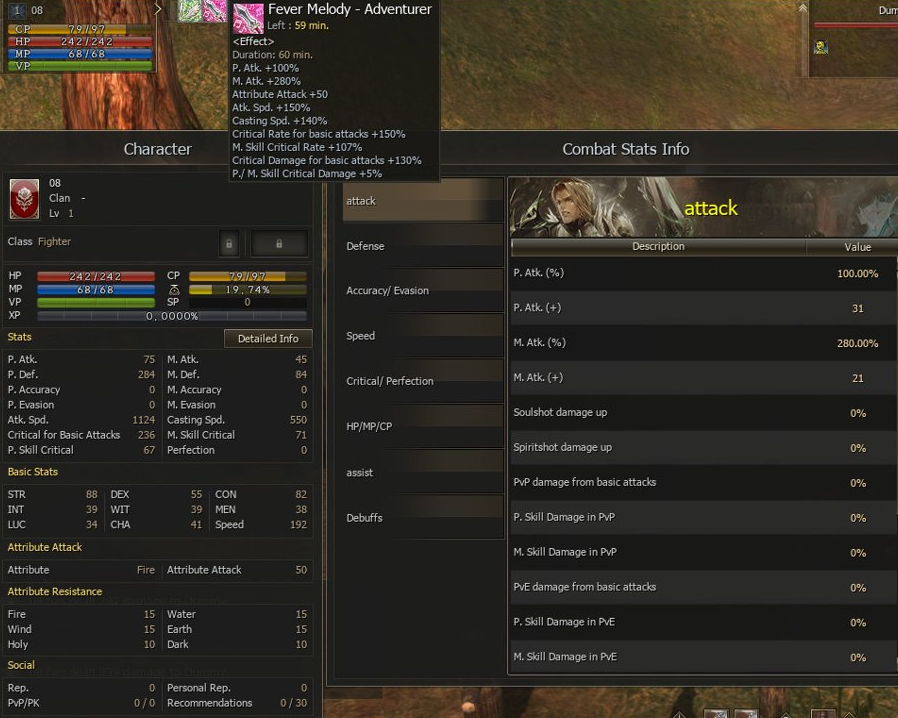 1 08
CP 79/97
HP 242/242
MP 68/68
VP
Fever Melody - Adventurer
Left : 59 min.
<Effect>
Duration: 60 min.
P. Atk. +100%
M. Atk. +280%
Attribute Attack +50
Atk. Spd. +150%
Casting Spd. +140%
Critical Rate for basic attacks +150%
M. Skill Critical Rate +107%
Critical Damage for basic attacks +130%
P./ M. Skill Critical Damage +5%
Dum
Character
08
Clan -
Lv 1
Class Fighter
HP 242/242 CP 79/97
MP 68/68 19,74%
VP SP 0
XP 0,0000%
Stats
Detailed Info
P. Atk. 75 M. Atk. 45
P. Def. 284 M. Def. 84
P. Accuracy 0 M. Accuracy 0
P. Evasion 0 M. Evasion 0
Atk. Spd. 1124 Casting Spd. 550
Critical for Basic Attacks 236 M. Skill Critical 71
P. Skill Critical 67 Perfection 0
Basic Stats
STR 88 DEX 55 CON 82
INT 39 WIT 39 MEN 38
LUC 34 CHA 41 Speed 192
Attribute Attack
Attribute Fire Attribute Attack 50
Attribute Resistance
Fire 15 Water 15
Wind 15 Earth 15
Holy 10 Dark 10
Social
Rep. 0 Personal Rep. 0
PvP/PK 0 / 0 Recommendations 0 / 30
Combat Stats Info
attack
Defense
Accuracy/ Evasion
Speed
Critical/ Perfection
HP/MP/CP
assist
Debuffs
attack
Description Value
P. Atk. (%) 100.00%
P. Atk. (+) 31
M. Atk. (%) 280.00%
M. Atk. (+) 21
Soulshot damage up 0%
Spiritshot damage up 0%
PvP damage from basic attacks 0%
P. Skill Damage in PvP 0%
M. Skill Damage in PvP 0%
PvE damage from basic attacks 0%
P. Skill Damage in PvE 0%
M. Skill Damage in PvE 0%